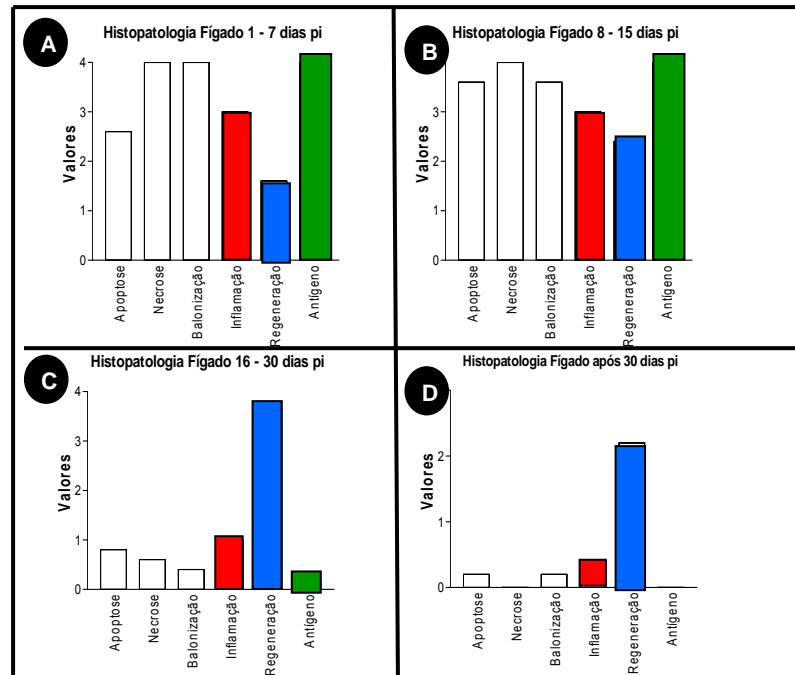 A
Histopatologia Fígado 1 - 7 dias pi
Valores
4
3
2
1
0
Apoptose
Necrose
Balonização
Inflamação
Regeneração
Antígeno
B
Histopatologia Fígado 8 - 15 dias pi
Valores
4
3
2
1
0
Apoptose
Necrose
Balonização
Inflamação
Regeneração
Antígeno
C
Histopatologia Fígado 16 - 30 dias pi
Valores
4
3
2
1
0
Apoptose
Necrose
Balonização
Inflamação
Regeneração
Antígeno
D
Histopatologia Fígado após 30 dias pi
Valores
2
1
0
Apoptose
Necrose
Balonização
Inflamação
Regeneração
Antígeno